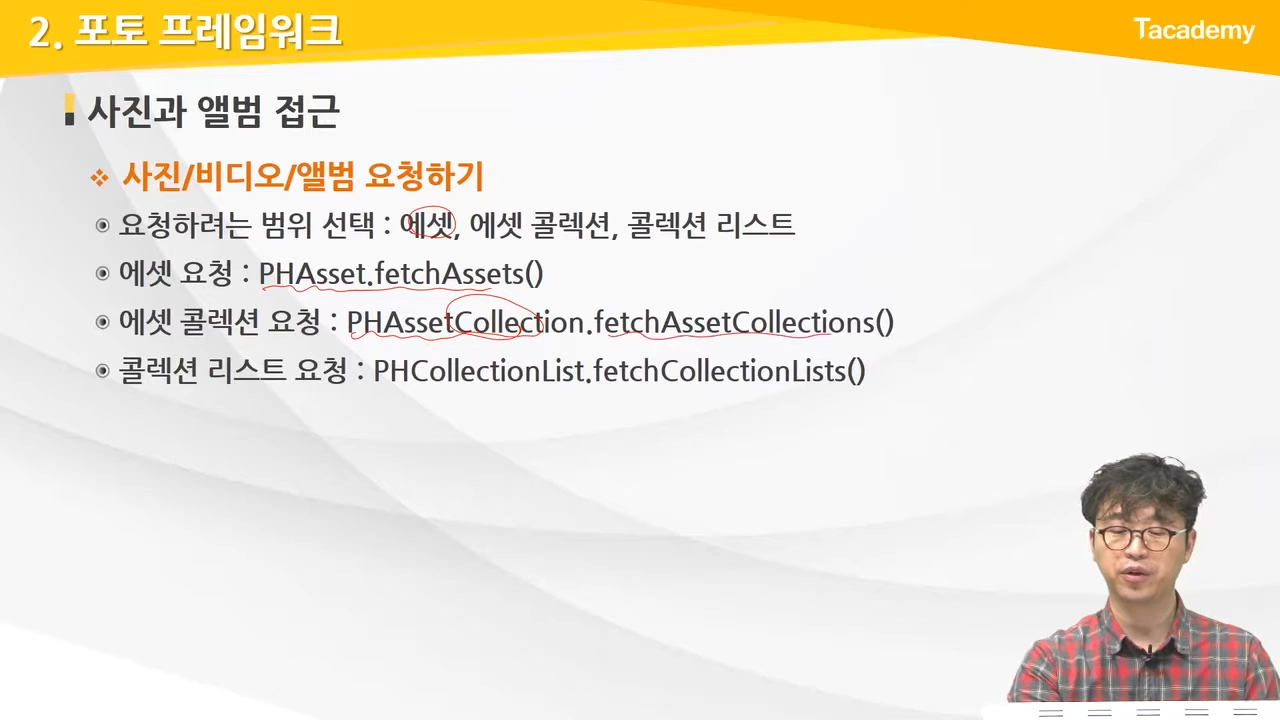 2. 포토 프레임워크
Tacademy
사진과 앨범 접근
사진/비디오/앨범 요청하기
요청하려는 범위 선택 : 에셋, 에셋 콜렉션, 콜렉션 리스트
에셋 요청 : PHAsset.fetchAssets()
에셋 콜렉션 요청 : PHAssetCollection.fetchAssetCollections()
콜렉션 리스트 요청 : PHCollectionList.fetchCollectionLists()